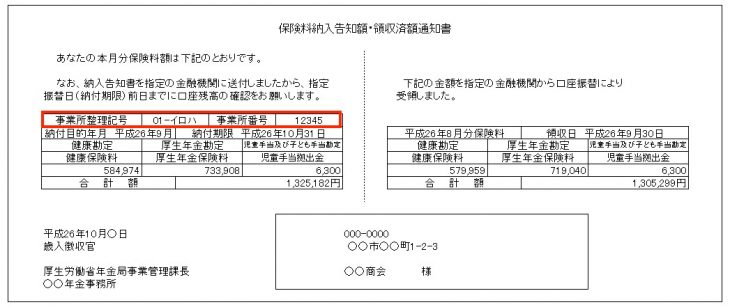 保険料納入告知額・領収済額通知書
あなたの本月分保険料額は下記のとおりです。
なお、納入告知書を指定の金融機関に送付しましたから、指定
振替日(納付期限)前日までに口座残高の確認をお願いします。
下記の金額を指定の金融機関から口座振替により
受領しました。
事業所整理記号 01-イロハ 事業所番号 12345
納付目的年月 平成26年9月 納付期限 平成26年10月31日
健康勘定 厚生年金勘定 児童手当及び子ども手当勘定
健康保険料 厚生年金保険料 児童手当拠出金
584,974 733,908 6,300
合計額 1,325,182円
平成26年8月分保険料 領収日 平成26年9月30日
健康勘定 厚生年金勘定 児童手当及び子ども手当勘定
健康保険料 厚生年金保険料 児童手当拠出金
579,959 719,040 6,300
合計額 1,305,299円
平成26年10月〇日
歳入徴収官
厚生労働省年金局事業管理課長
〇〇年金事務所
000-0000
〇〇市〇〇町1-2-3
〇〇商会 様